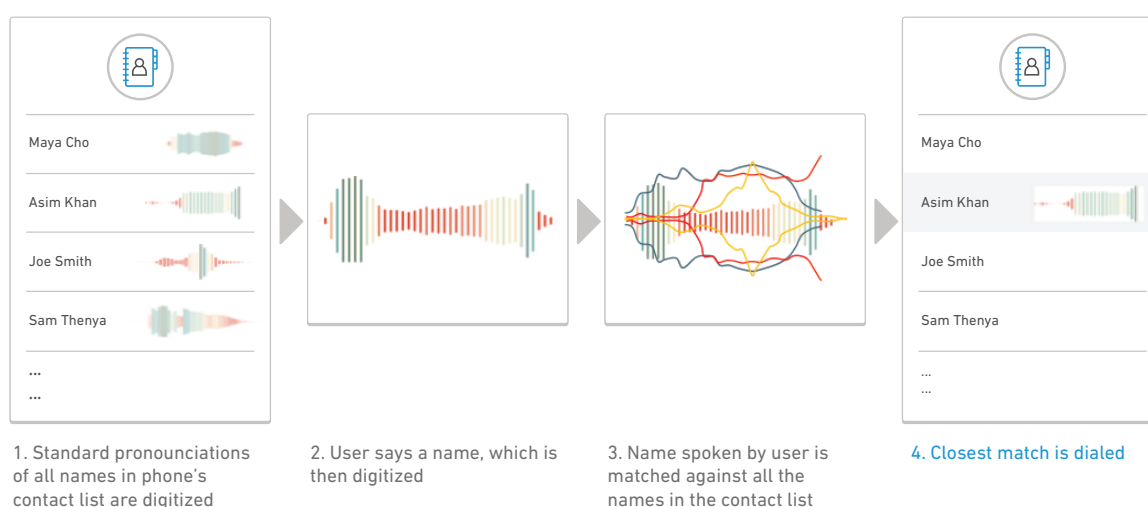 Maya Cho
Asim Khan
Joe Smith
Sam Thenya
...
...
1. Standard pronounciations
of all names in phone's
contact list are digitized
2. User says a name, which is
then digitized
3. Name spoken by user is
matched against all the
names in the contact list
Maya Cho
Asim Khan
Joe Smith
Sam Thenya
...
...
4. Closest match is dialed